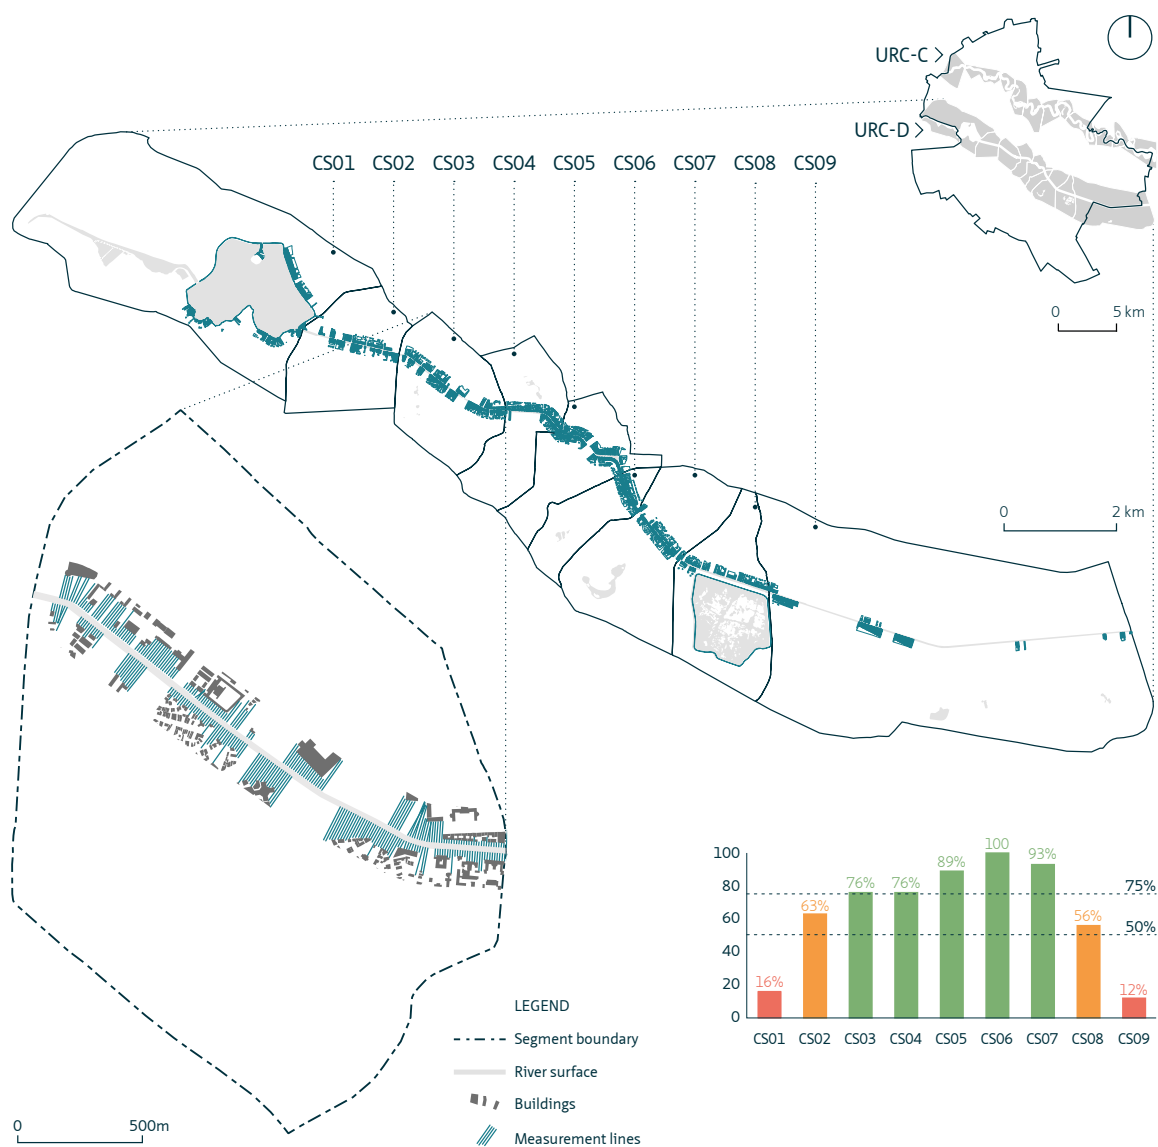 URC-C
URC-D
CS01 CS02 CS03 CS04 CS05 CS06 CS07 CS08 CS09
0 5 km
0 2 km
100
80
60
40
20
0
16%
63%
76%
76%
89%
100
93%
56%
12%
75%
50%
CS01 CS02 CS03 CS04 CS05 CS06 CS07 CS08 CS09
LEGEND
Segment boundary
River surface
Buildings
Measurement lines
0 500m